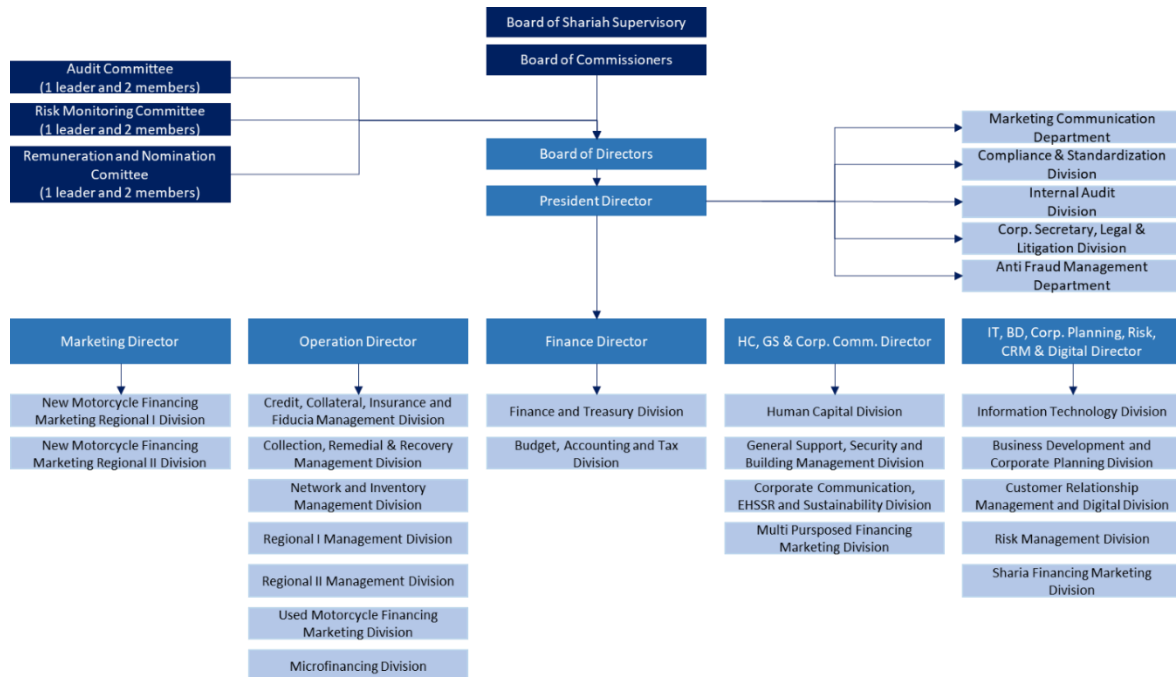 Board of Shariah Supervisory
Board of Commissioners
Audit Committee
(1 leader and 2 members)
Risk Monitoring Committee
(1 leader and 2 members)
Remuneration and Nomination
Comittee
(1 leader and 2 members)
Board of Directors
President Director
Marketing Communication
Department
Compliance & Standardization
Division
Internal Audit
Division
Corp. Secretary, Legal &
Litigation Division
Anti Fraud Management
Department
Marketing Director
New Motorcycle Financing
Marketing Regional I Division
New Motorcycle Financing
Marketing Regional II Division
Operation Director
Credit, Collateral, Insurance and
Fiducia Management Division
Collection, Remedial & Recovery
Management Division
Network and Inventory
Management Division
Regional I Management Division
Regional II Management Division
Used Motorcycle Financing
Marketing Division
Microfinancing Division
Finance Director
Finance and Treasury Division
Budget, Accounting and Tax
Division
HC, GS & Corp. Comm. Director
Human Capital Division
General Support, Security and
Building Management Division
Corporate Communication,
EHSSR and Sustainability Division
Multi Pursposed Financing
Marketing Division
IT, BD, Corp. Planning, Risk,
CRM & Digital Director
Information Technology Division
Business Development and
Corporate Planning Division
Customer Relationship
Management and Digital Division
Risk Management Division
Sharia Financing Marketing
Division